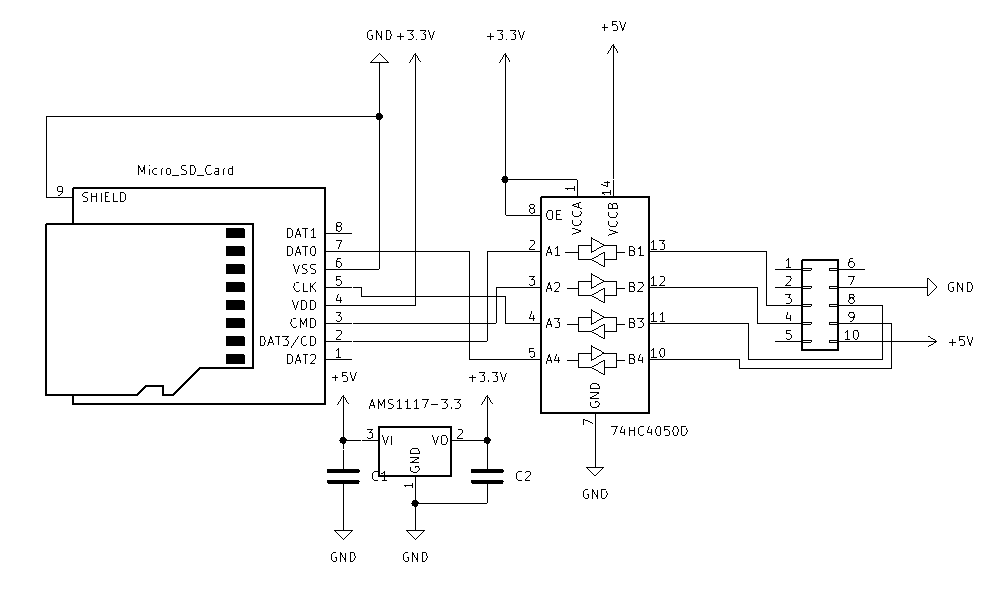 +5V
GND +3.3V
+3.3V
Micro_SD_Card
9
SHIELD
1
14
8
OE
VCCA
VCCB
DAT1
8
DAT0
7
VSS
6
CLK
5
VDD
4
CMD
3
DAT3/CD
2
DAT2
1
2
A1
B1
13
3
A2
B2
12
4
A3
B3
11
5
A4
B4
10
GND
7
74HC4050D
GND
1
6
2
7
GND
3
8
4
9
5
10
+5V
+5V
+3.3V
AMS1117-3.3
3
VI
VO
2
GND
1
C1
C2
GND
GND